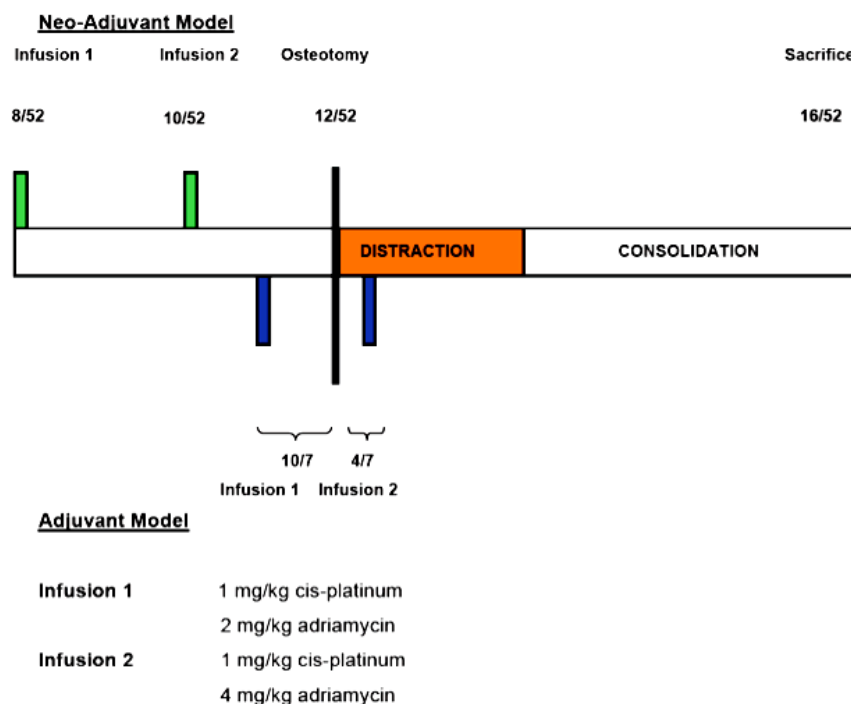 Neo-Adjuvant Model
Infusion 1 Infusion 2 Osteotomy Sacrifice
8/52 10/52 12/52 16/52
DISTRACTION CONSOLIDATION
10/7 4/7
Infusion 1 Infusion 2
Adjuvant Model
Infusion 1 1 mg/kg cis-platinum
2 mg/kg adriamycin
Infusion 2 1 mg/kg cis-platinum
4 mg/kg adriamycin